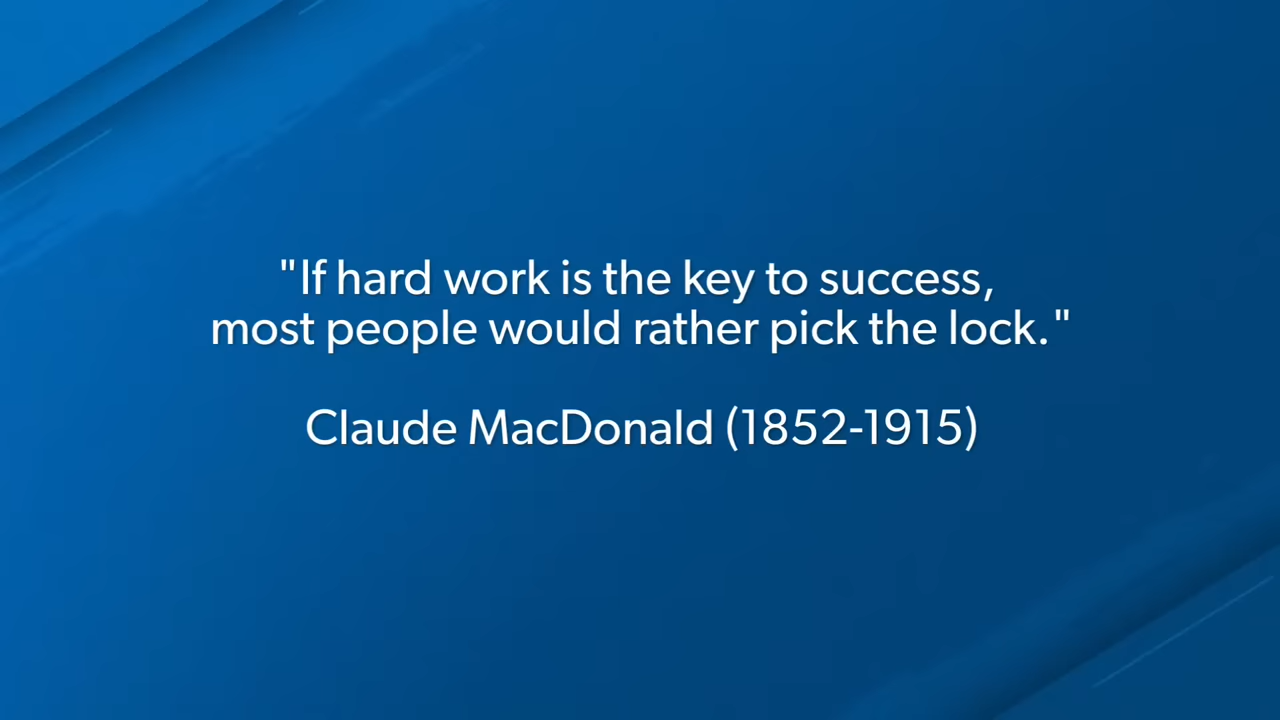 "If hard work is the key to success,
most people would rather pick the lock."
Claude MacDonald (1852-1915)